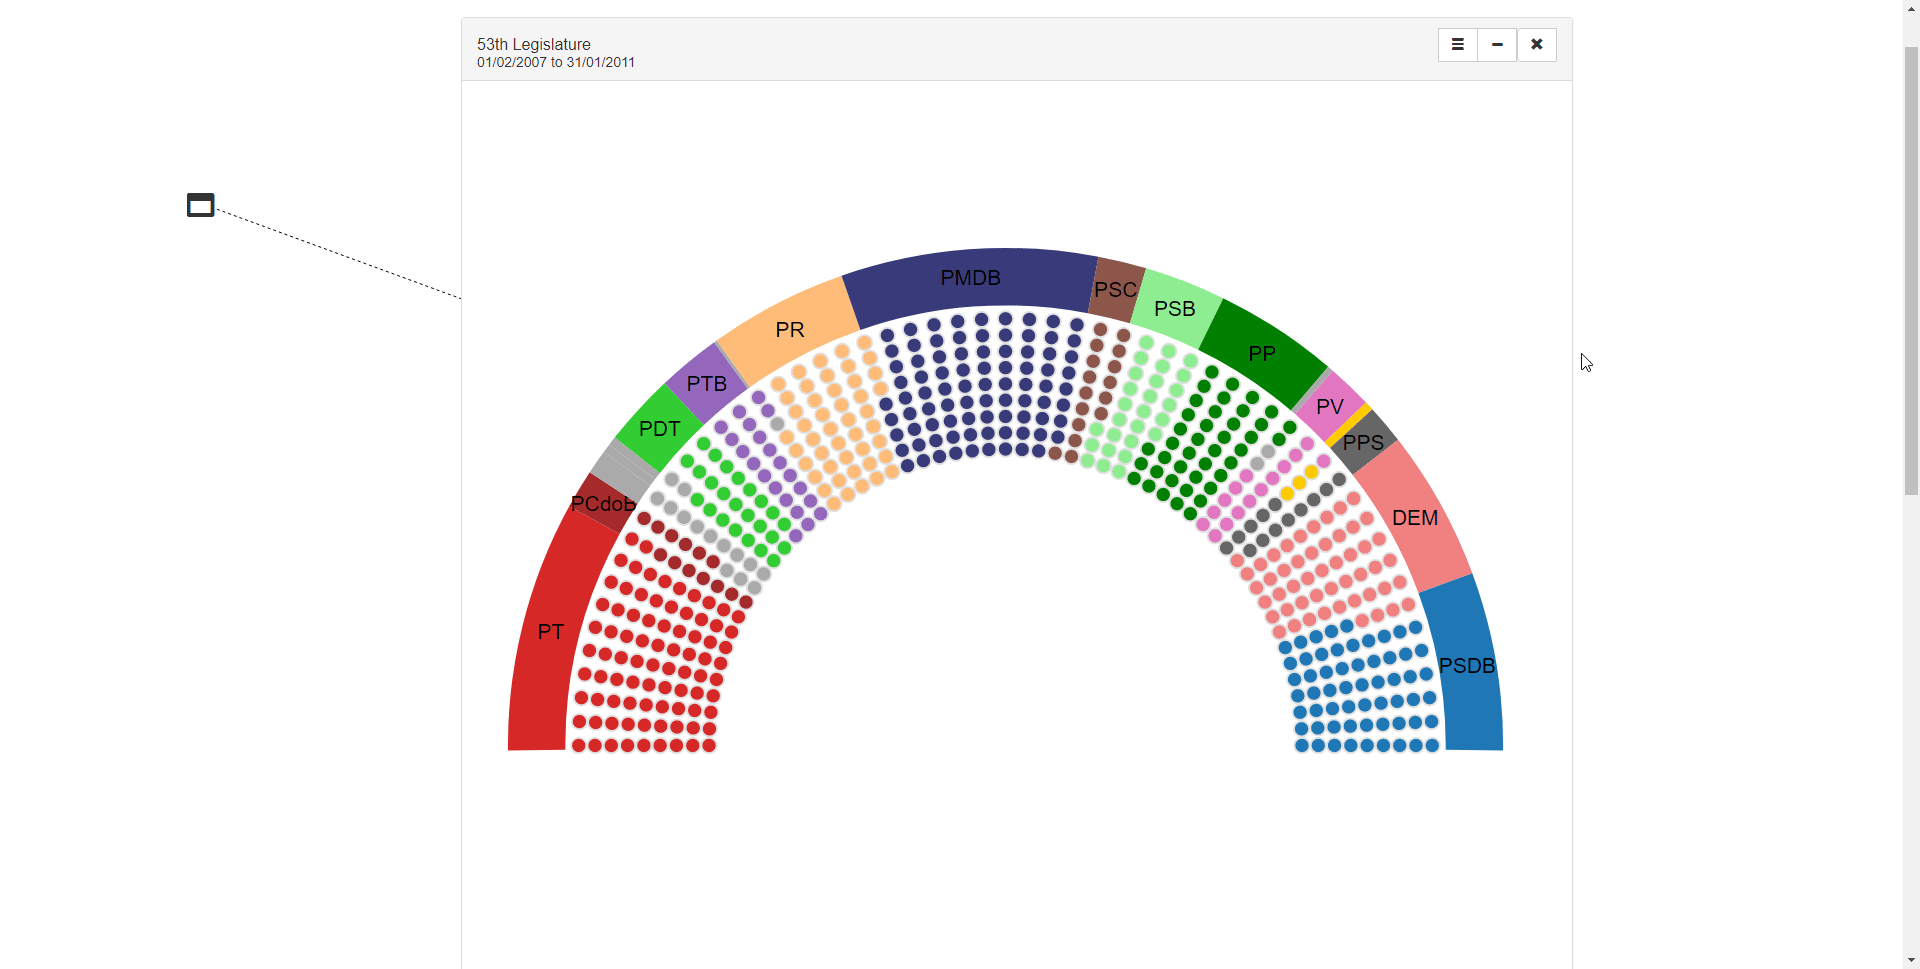 53th Legislature
01/02/2007 to 31/01/2011
PMDB
PSC
PSB
PR
PP
PTB
PV
PDT
PPS
PCdoB
DEM
PT
PSDB